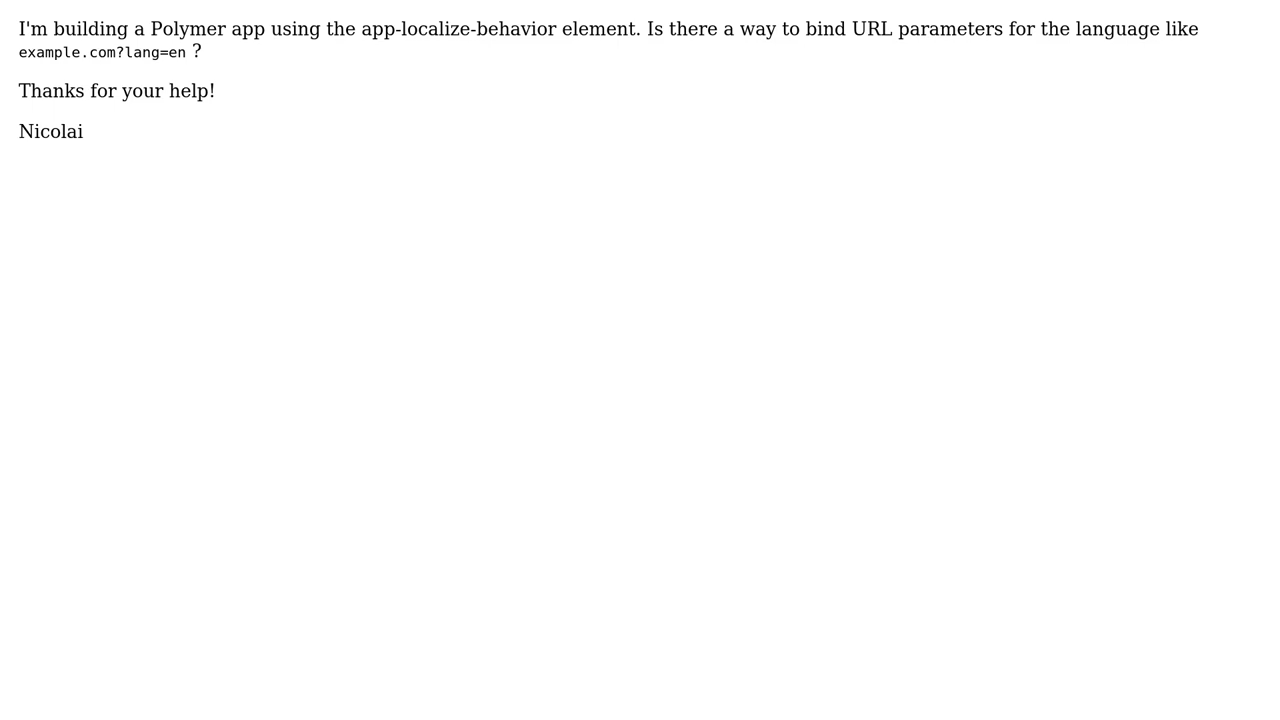 I'm building a Polymer app using the app-localize-behavior element. Is there a way to bind URL parameters for the language like
example.com?lang=en ?
Thanks for your help!
Nicolai